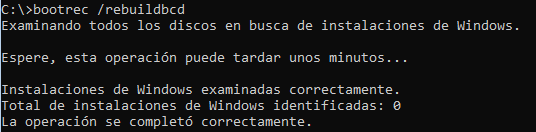 C:\>bootrec /rebuildbcd
Examinando todos los discos en busca de instalaciones de Windows.
Espere, esta operación puede tardar unos minutos...
Instalaciones de Windows examinadas correctamente.
Total de instalaciones de Windows identificadas: 0
La operación se completó correctamente.